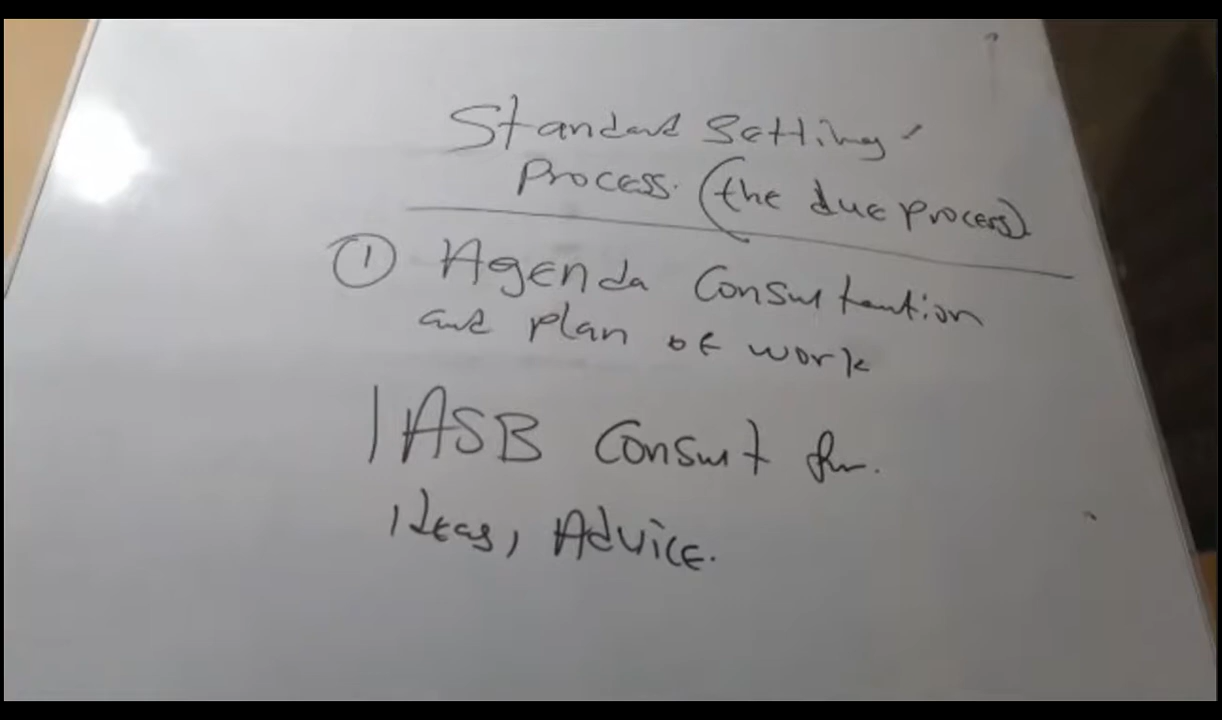 Standard Setting
Process. (the due process)
① Agenda Consultation
and plan of work
IASB Consult for.
ideas, Advice.